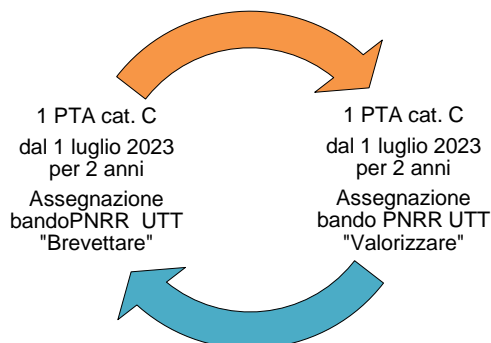 1 PTA cat. C
dal 1 luglio 2023
per 2 anni
Assegnazione
bandoPNRR UTT
"Brevettare"
1 PTA cat. C
dal 1 luglio 2023
per 2 anni
Assegnazione
bando PNRR UTT
"Valorizzare"